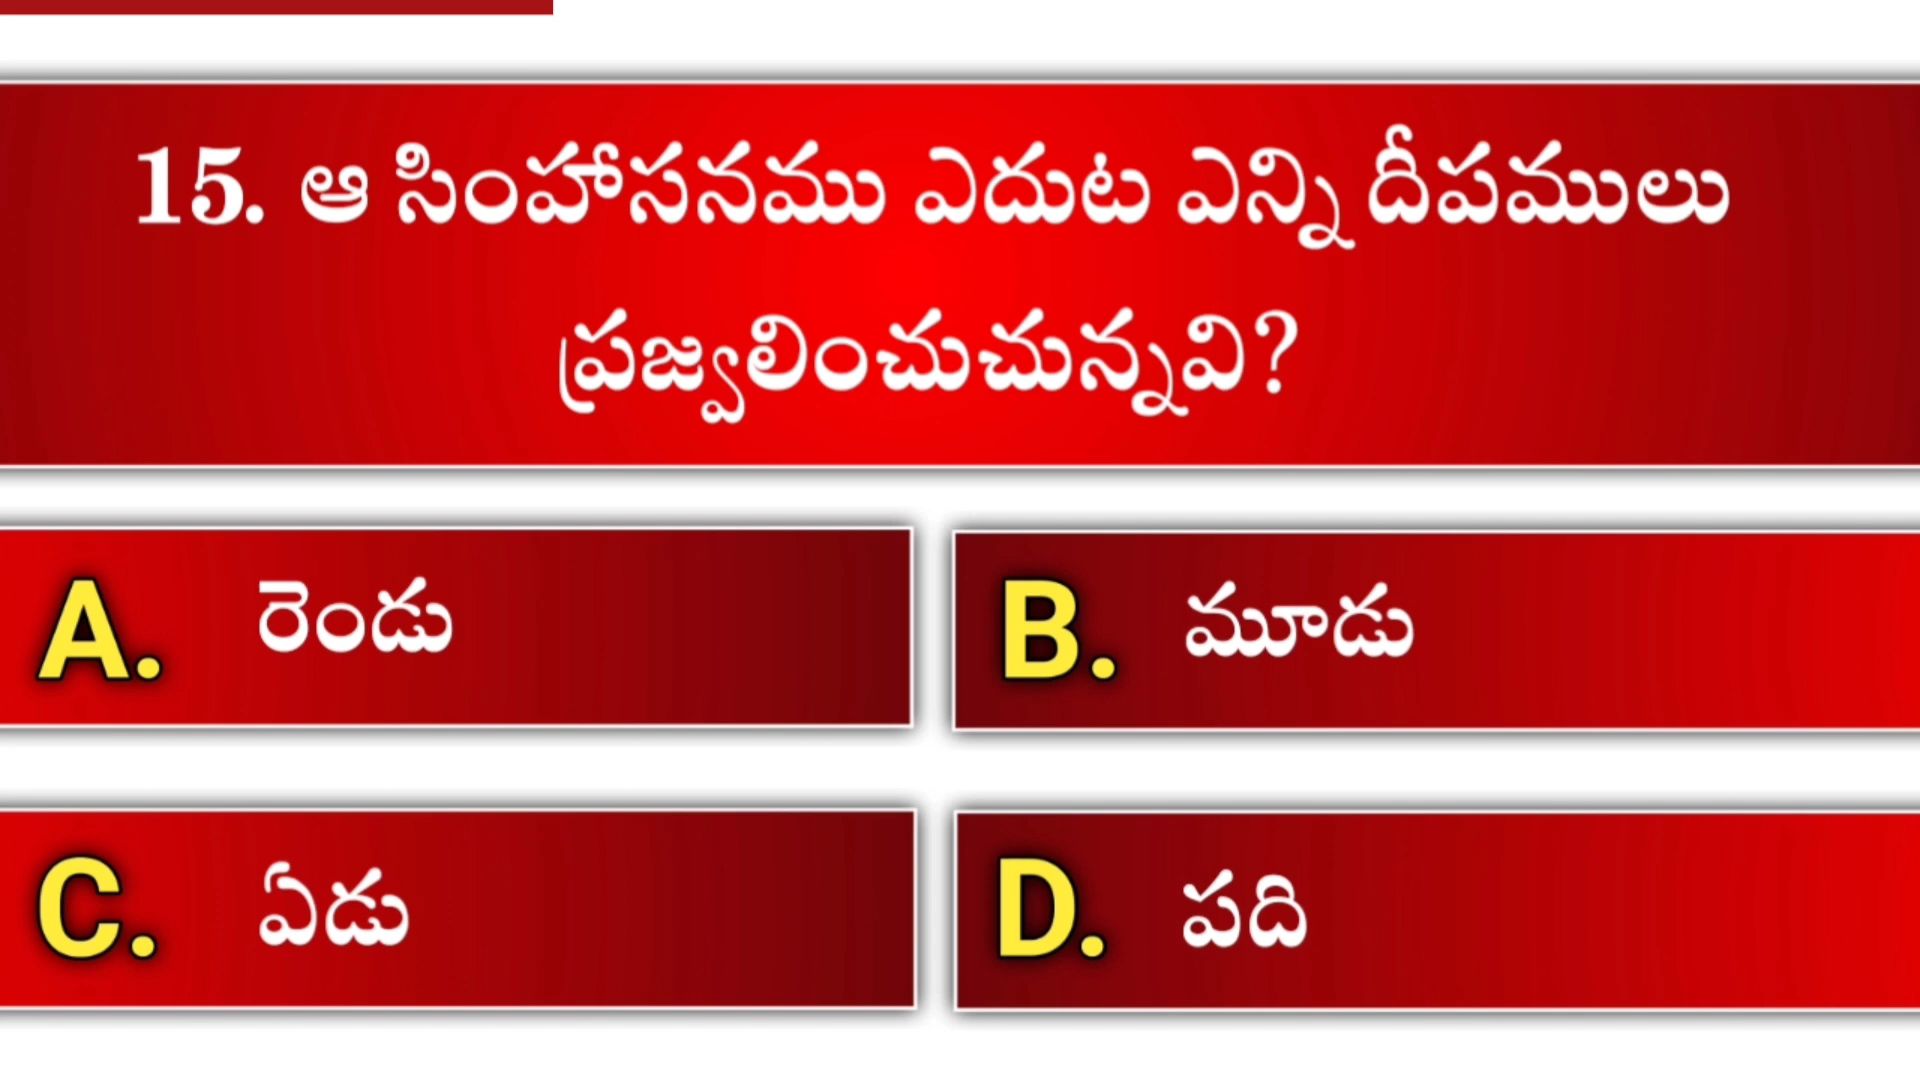 15. ఆ సింహాసనము ఎదుట ఎన్ని దీపములు
ప్రజ్వలించుచున్నవి?
A. రెండు
B. మూడు
C. ఏడు
D. పది